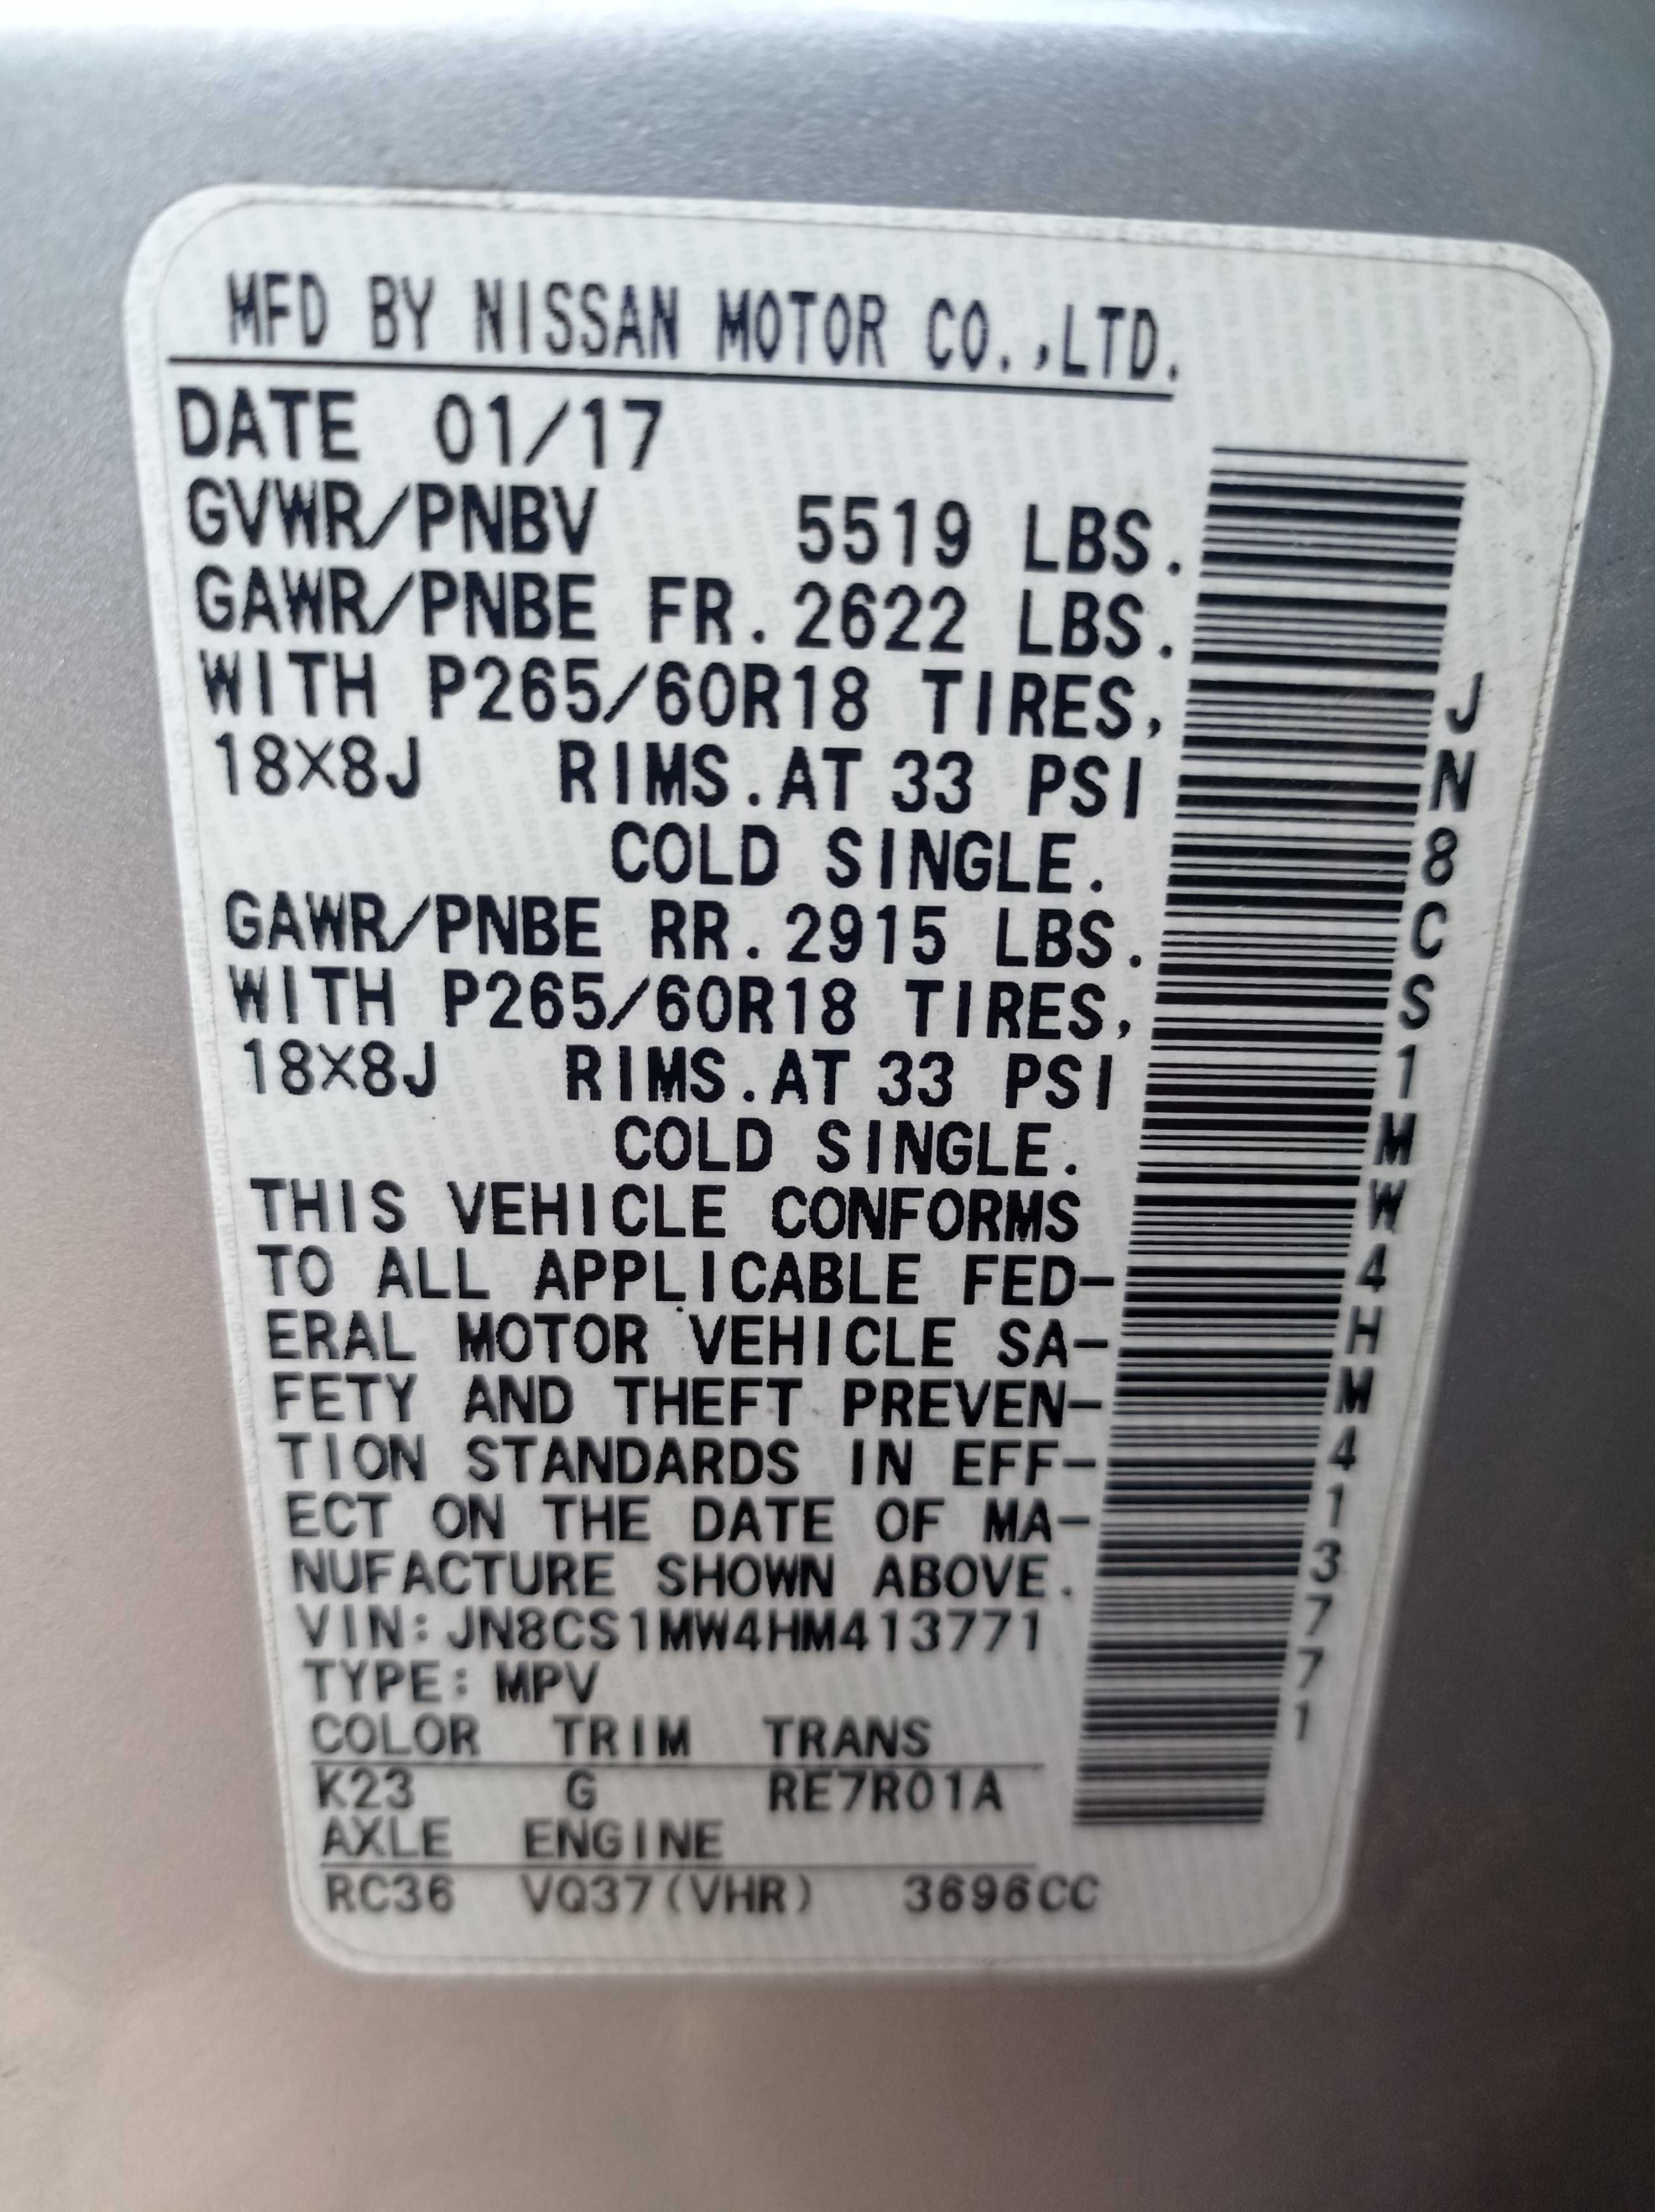 MFD BY NISSAN MOTOR CO.,LTD.
DATE 01/17
GVWR/PNBV 5519 LBS.
GAWR/PNBE FR.2622 LBS.
WITH P265/60R18 TIRES,
18X8J RIMS.AT 33 PSI
COLD SINGLE.
GAWR/PNBE RR.2915 LBS.
WITH P265/60R18 TIRES,
18X8J RIMS.AT 33 PSI
COLD SINGLE.
THIS VEHICLE CONFORMS
TO ALL APPLICABLE FED-
ERAL MOTOR VEHICLE SA-
FETY AND THEFT PREVEN-
TION STANDARDS IN EFF-
ECT ON THE DATE OF MA-
NUFACTURE SHOWN ABOVE.
VIN:JN8CS1MW4HM413771
TYPE:MPV
COLOR TRIM TRANS
K23 G RE7R01A
AXLE ENGINE
RC36 VQ37(VHR) 3696CC
JN8CS1MW4HM413771